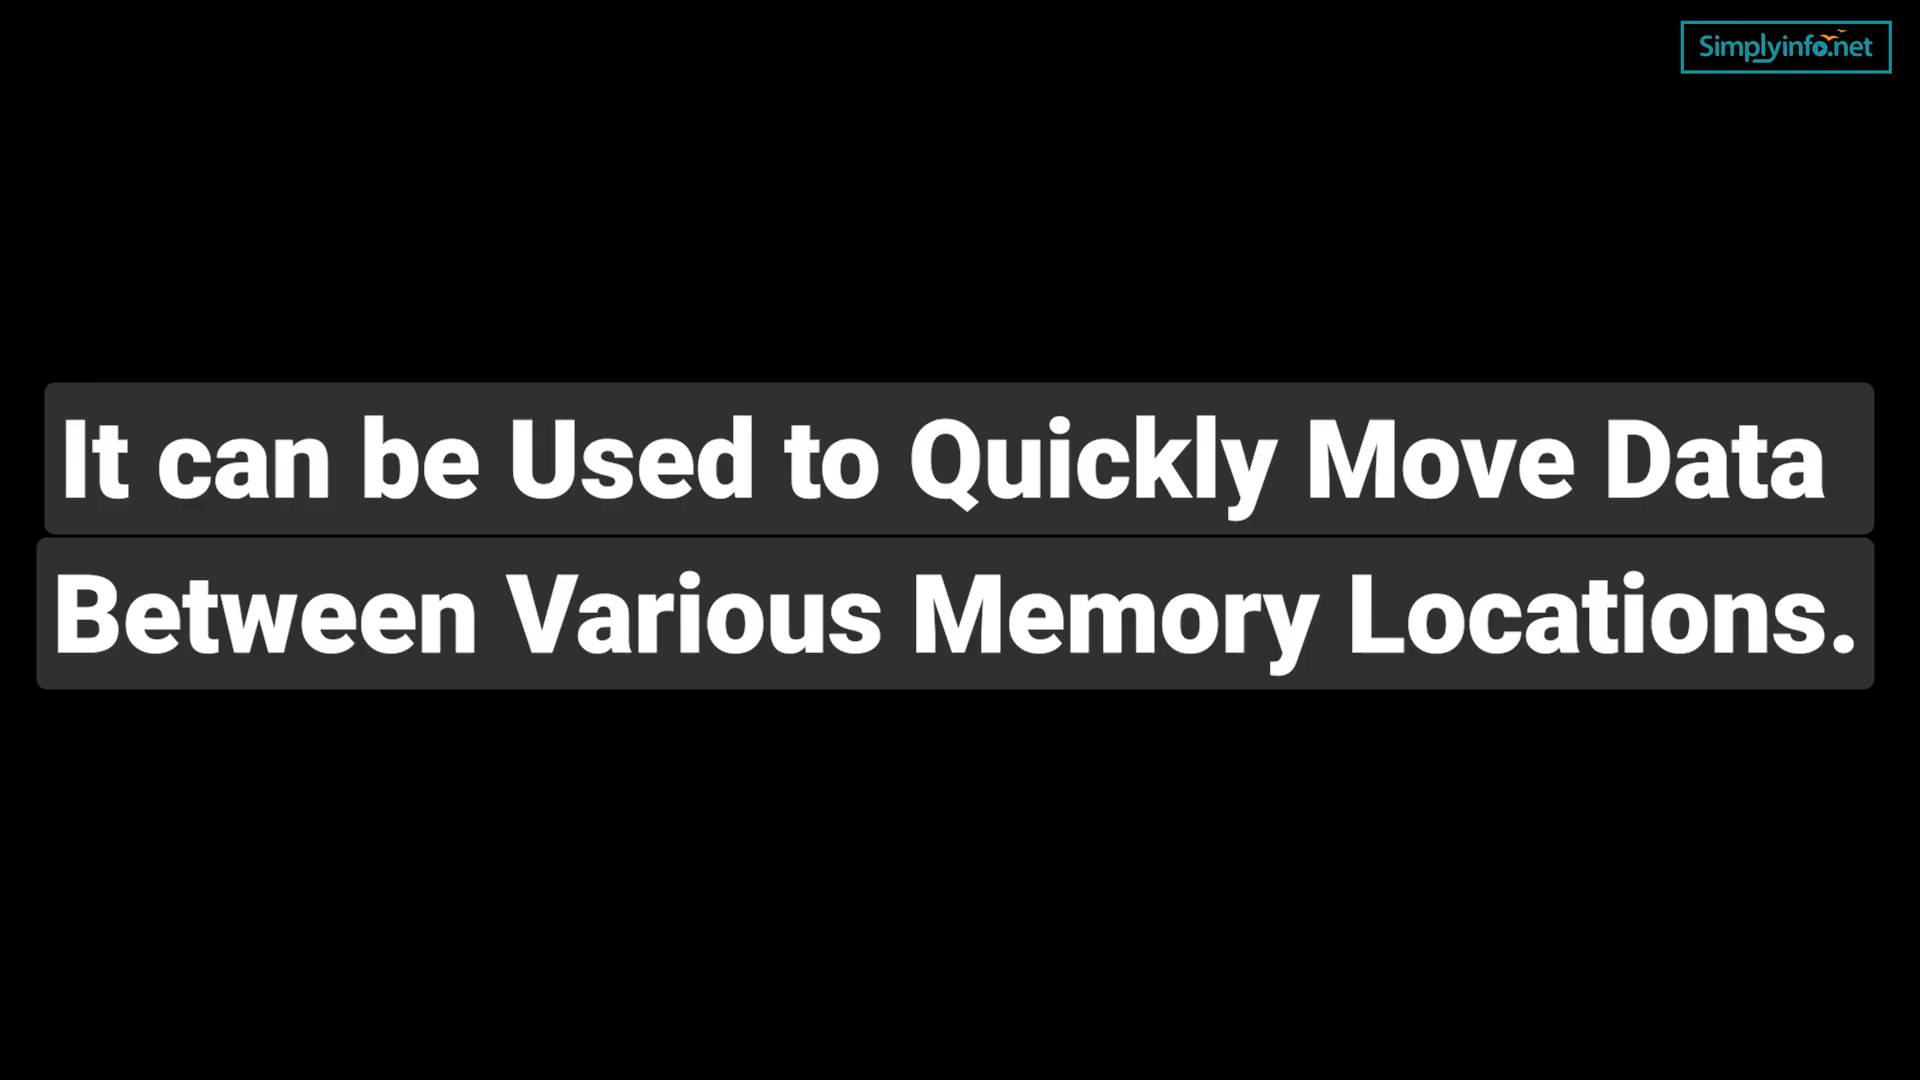 Simplyinfo.net
It can be Used to Quickly Move Data
Between Various Memory Locations.